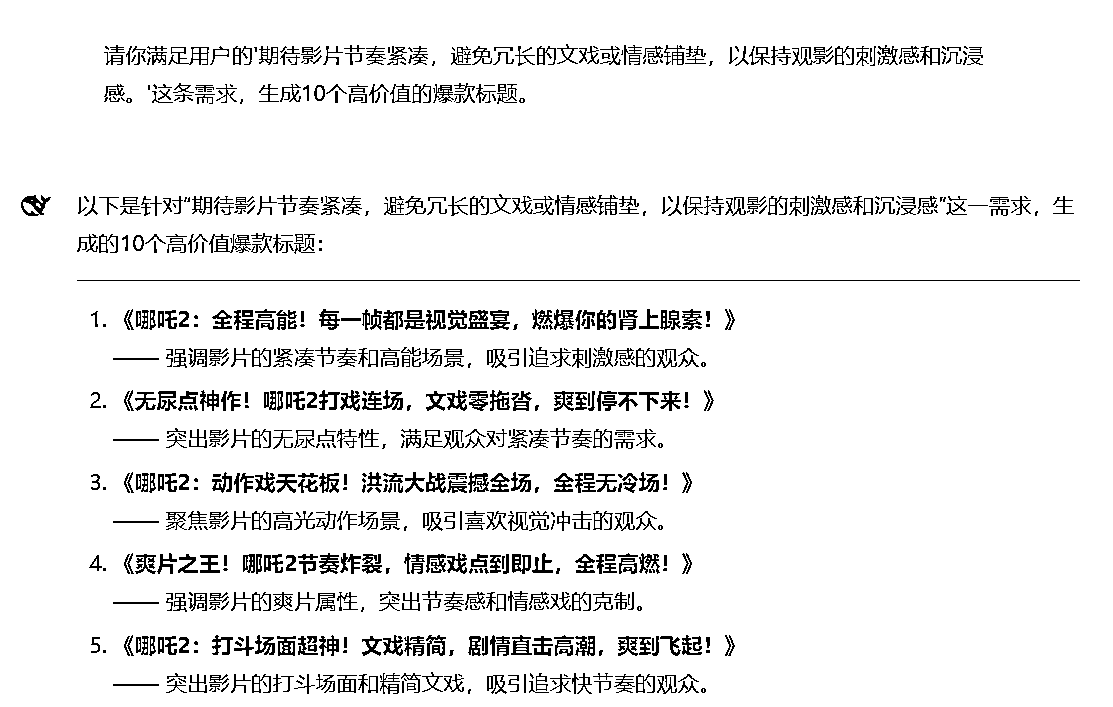 请你满足用户的'期待影片节奏紧凑，避免冗长的文戏或情感铺垫，以保持观影的刺激感和沉浸
感。'这条需求，生成10个高价值的爆款标题。
以下是针对“期待影片节奏紧凑，避免冗长的文戏或情感铺垫，以保持观影的刺激感和沉浸感”这一需求，生
成的10个高价值爆款标题：
1. 《哪吒2：全程高能！每一帧都是视觉盛宴，燃爆你的肾上腺素！》
—— 强调影片的紧凑节奏和高能场景，吸引追求刺激感的观众。
2. 《无尿点神作！哪吒2打戏连场，文戏零拖沓，爽到停不下来！》
—— 突出影片的无尿点特性，满足观众对紧凑节奏的需求。
3. 《哪吒2：动作戏天花板！洪流大战震撼全场，全程无冷场！》
—— 聚焦影片的高光动作场景，吸引喜欢视觉冲击的观众。
4. 《爽片之王！哪吒2节奏炸裂，情感戏点到即止，全程高燃！》
—— 强调影片的爽片属性，突出节奏感和情感戏的克制。
5. 《哪吒2：打斗场面超神！文戏精简，剧情直击高潮，爽到飞起！》
—— 突出影片的打斗场面和精简文戏，吸引追求快节奏的观众。